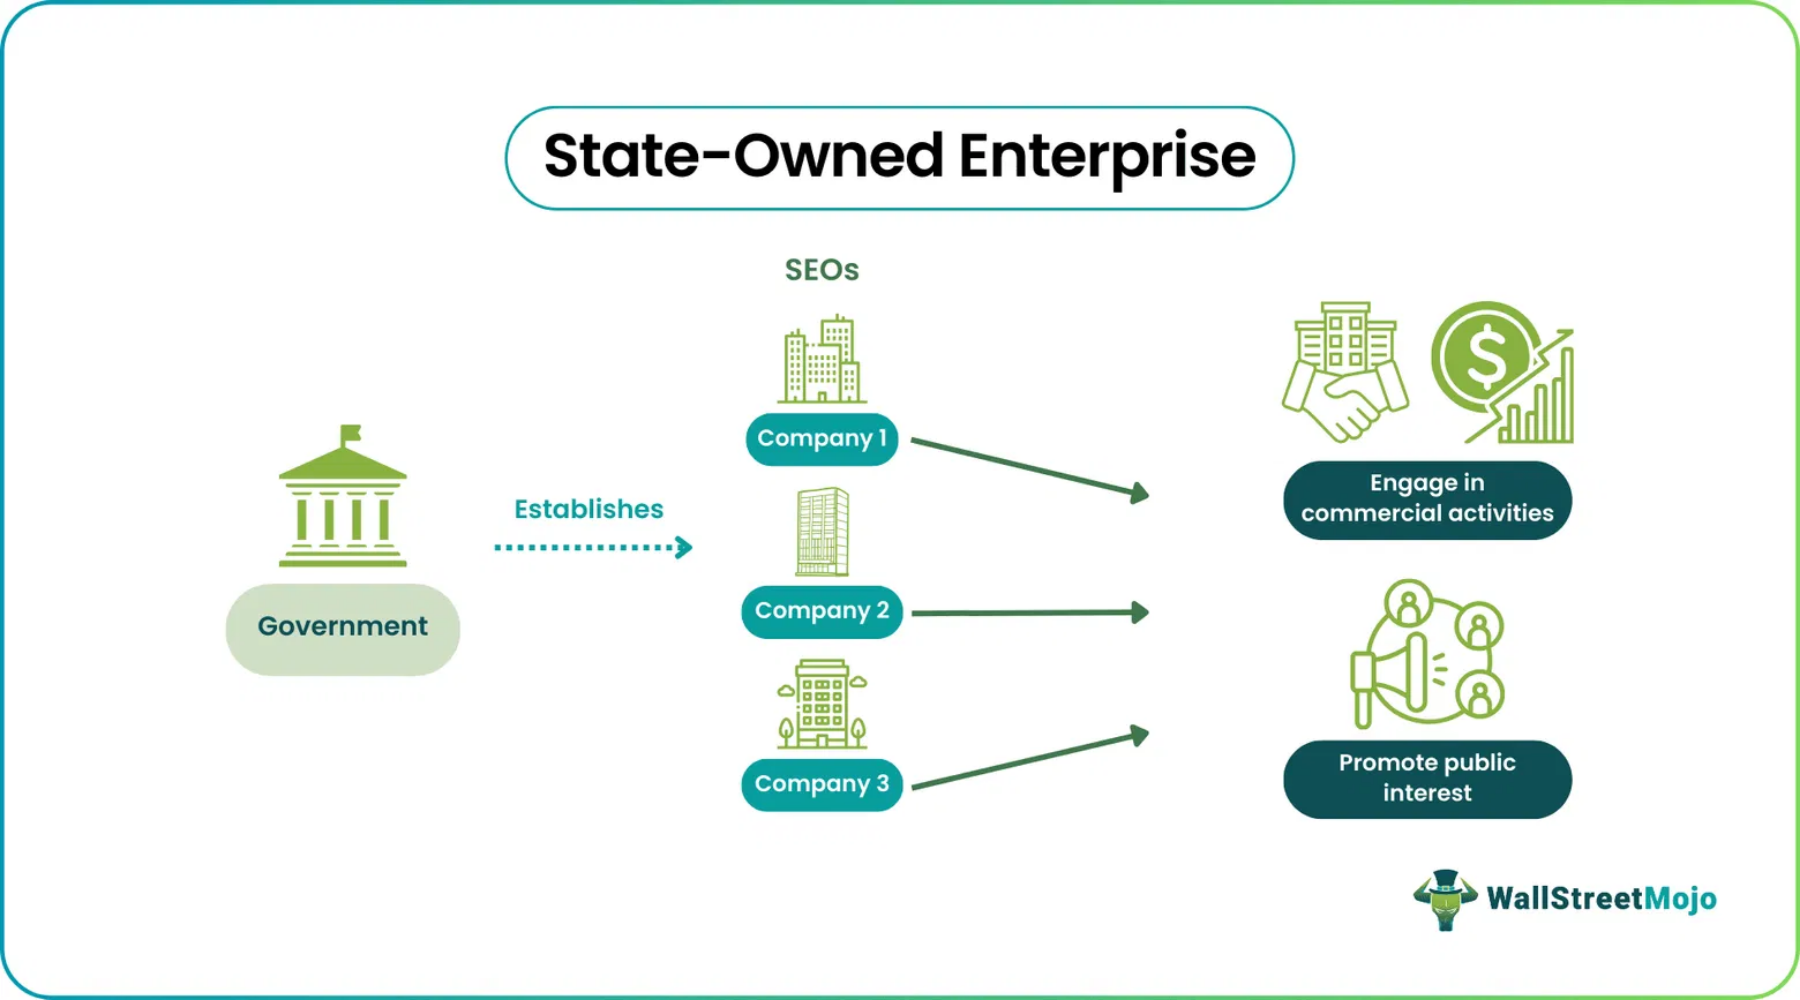 State-Owned Enterprise
SEOs
Company 1
Engage in
commercial activities
Establishes
Company 2
Government
Company 3
Promote public
interest
WallStreetMojo